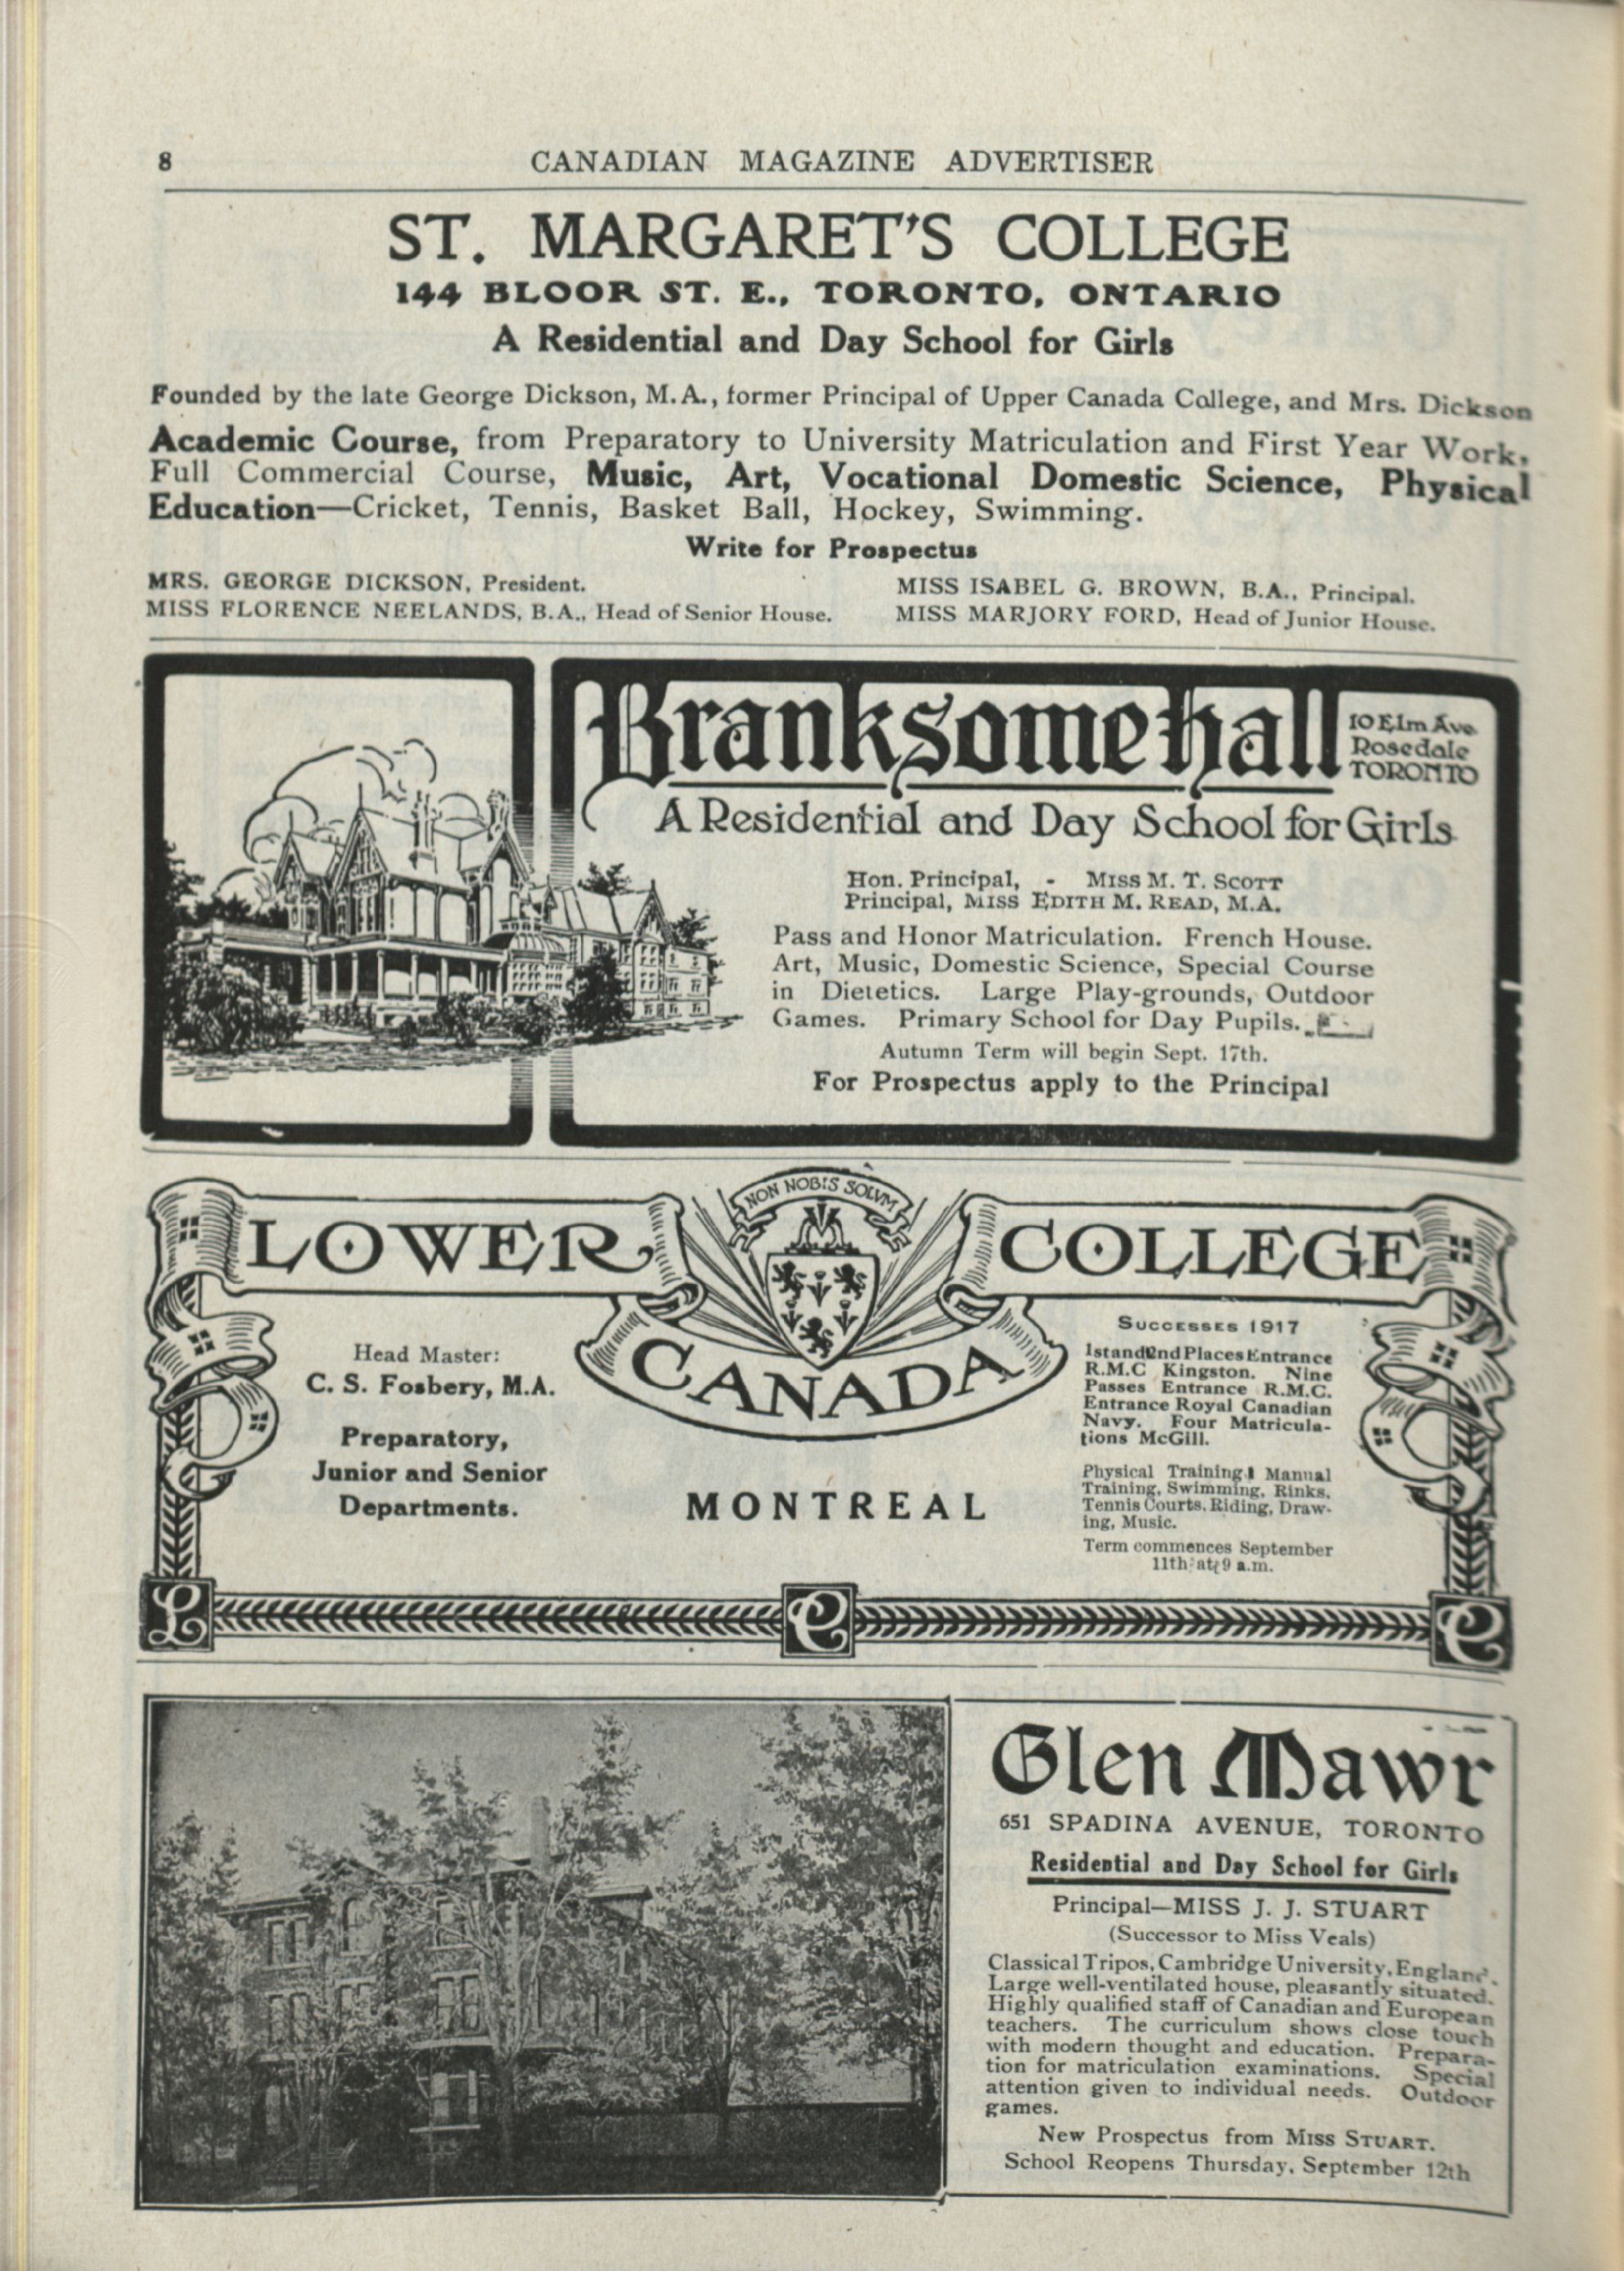 8 CANADIAN MAGAZINE ADVERTISER
ST. MARGARET'S COLLEGE
144 BLOOR ST. E., TORONTO, ONTARIO
A Residential and Day School for Girls
Founded by the late George Dickson, M.A., former Principal of Upper Canada College, and Mrs. Dickson
Academic Course, from Preparatory to University Matriculation and First Year Work,
Full Commercial Course, Music, Art, Vocational Domestic Science, Physical
Education—Cricket, Tennis, Basket Ball, Hockey, Swimming.
Write for Prospectus
MRS. GEORGE DICKSON, President.
MISS FLORENCE NEELANDS, B.A., Head of Senior House.
MISS ISABEL G. BROWN, B.A., Principal.
MISS MARJORY FORD, Head of Junior House.
Branksome Hall
10 Elm Ave
Rosedale
TORONTO
A Residential and Day School for Girls
Hon. Principal, - MISS M. T. SCOTT
Principal, MISS EDITH M. READ, M.A.
Pass and Honor Matriculation. French House.
Art, Music, Domestic Science, Special Course
in Dietetics. Large Play-grounds, Outdoor
Games. Primary School for Day Pupils.
Autumn Term will begin Sept. 17th.
For Prospectus apply to the Principal
NON NOBIS SOLVM
LOWER
CANADA
COLLEGE
Head Master:
C. S. Fosbery, M.A.
Preparatory,
Junior and Senior
Departments.
MONTREAL
SUCCESSES 1917
1st and 2nd Places Entrance
R.M.C Kingston. Nine
Passes Entrance R.M.C.
Entrance Royal Canadian
Navy. Four Matricula-
tions McGill.
Physical Training, Manual
Training, Swimming, Rinks,
Tennis Courts, Riding, Draw-
ing, Music.
Term commences September
11th at 9 a.m.
L C C
Glen Mawr
651 SPADINA AVENUE, TORONTO
Residential and Day School for Girls
Principal—MISS J. J. STUART
(Successor to Miss Veals)
Classical Tripos, Cambridge University, England.
Large well-ventilated house, pleasantly situated.
Highly qualified staff of Canadian and European
teachers. The curriculum shows close touch
with modern thought and education. Prepara-
tion for matriculation examinations. Special
attention given to individual needs. Outdoor
games.
New Prospectus from MISS STUART.
School Reopens Thursday, September 12th